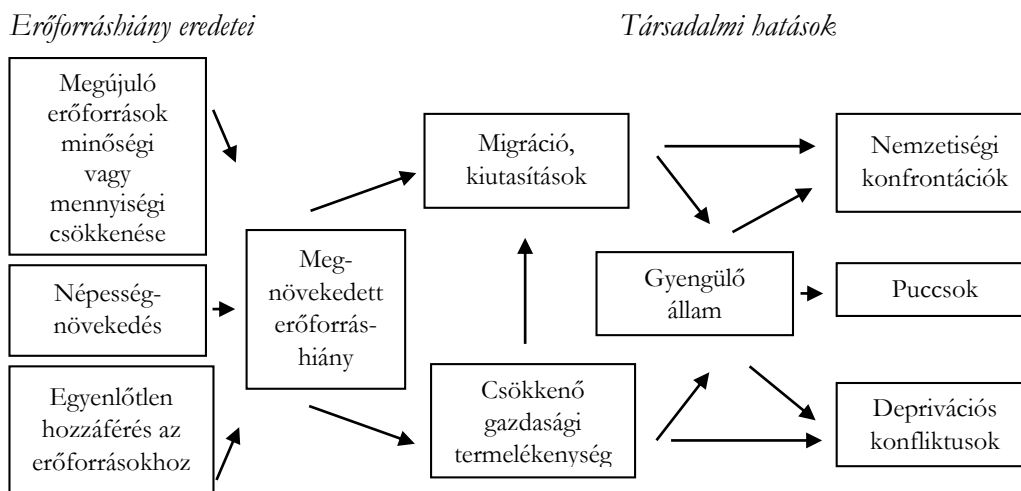 Erőforráshiány eredetei
Társadalmi hatások
Megújuló
erőforrások
minőségi
vagy
mennyiségi
csökkenése
Népesség-
növekedés
Egyenlőtlen
hozzáférés az
erőforrásokhoz
Meg-
növekedett
erőforrás-
hiány
Migráció,
kiutasítások
Csökkenő
gazdasági
termelékenység
Gyengülő
állam
Nemzetiségi
konfrontációk
Puccsok
Deprivációs
konfliktusok